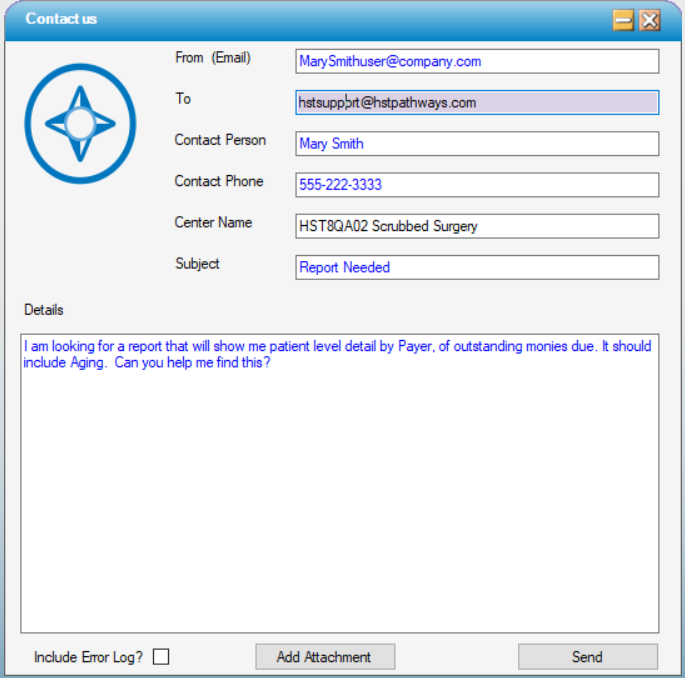 Contact us
From (Email) MarySmithuser@company.com
To hstsupport@hstpathways.com
Contact Person Mary Smith
Contact Phone 555-222-3333
Center Name HST8QA02 Scrubbed Surgery
Subject Report Needed
Details
I am looking for a report that will show me patient level detail by Payer, of outstanding monies due. It should
include Aging. Can you help me find this?
Include Error Log? Add Attachment Send